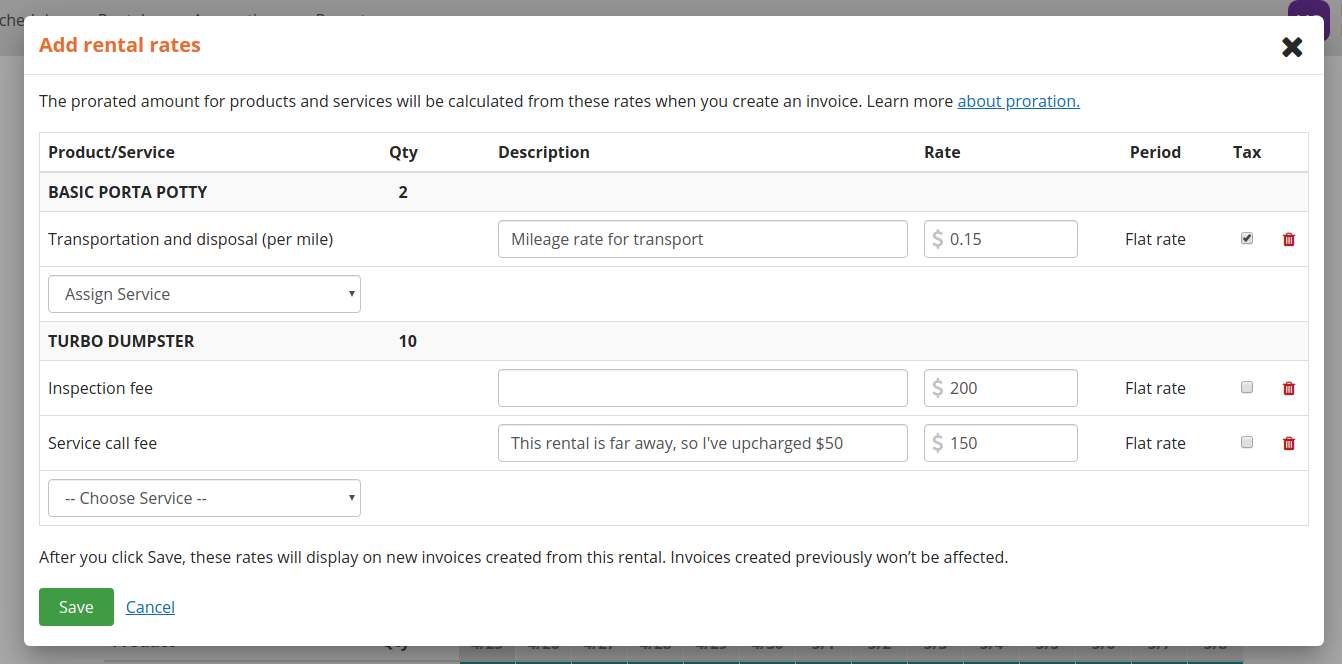 Add rental rates
The prorated amount for products and services will be calculated from these rates when you create an invoice. Learn more about proration.
Product/Service Qty Description Rate Period Tax
BASIC PORTA POTTY 2
Transportation and disposal (per mile) Mileage rate for transport $ 0.15 Flat rate
Assign Service
TURBO DUMPSTER 10
Inspection fee $ 200 Flat rate
Service call fee This rental is far away, so I've upcharged $50 $ 150 Flat rate
-- Choose Service --
After you click Save, these rates will display on new invoices created from this rental. Invoices created previously won’t be affected.
Save Cancel